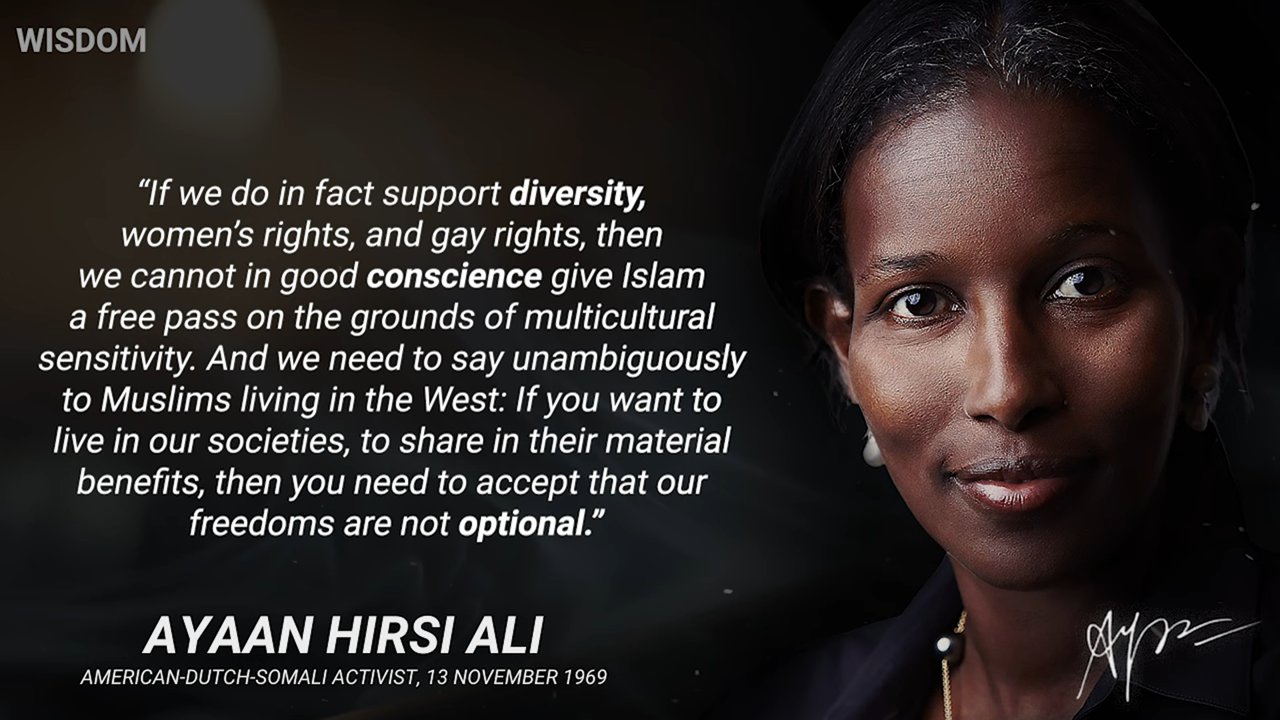 WISDOM
“If we do in fact support diversity,
women’s rights, and gay rights, then
we cannot in good conscience give Islam
a free pass on the grounds of multicultural
sensitivity. And we need to say unambiguously
to Muslims living in the West: If you want to
live in our societies, to share in their material
benefits, then you need to accept that our
freedoms are not optional.”
AYAAN HIRSI ALI
AMERICAN-DUTCH-SOMALI ACTIVIST, 13 NOVEMBER 1969